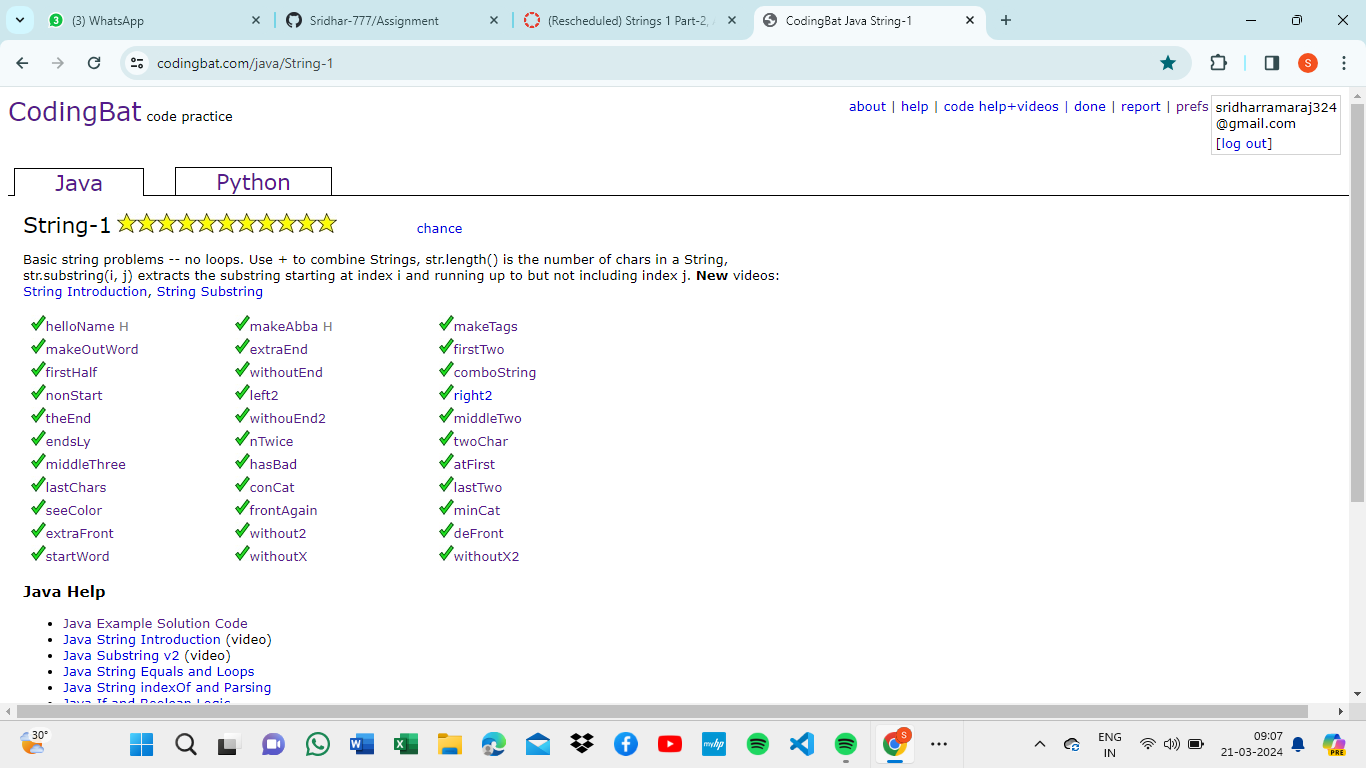 (3) WhatsApp
Sridhar-777/Assignment
(Rescheduled) Strings 1 Part-2,
CodingBat Java String-1
codingbat.com/java/String-1
S
CodingBat code practice
about | help | code help+videos | done | report | prefs
sridharramaraj324
@gmail.com
[log out]
Java
Python
String-1
chance
Basic string problems -- no loops. Use + to combine Strings, str.length() is the number of chars in a String,
str.substring(i, j) extracts the substring starting at index i and running up to but not including index j. New videos:
String Introduction, String Substring
helloName H makeAbba H makeTags
makeOutWord extraEnd firstTwo
firstHalf withoutEnd comboString
nonStart left2 right2
theEnd withouEnd2 middleTwo
endsLy nTwice twoChar
middleThree hasBad atFirst
lastChars conCat lastTwo
seeColor frontAgain minCat
extraFront without2 deFront
startWord withoutX withoutX2
Java Help
• Java Example Solution Code
• Java String Introduction (video)
• Java Substring v2 (video)
• Java String Equals and Loops
• Java String indexOf and Parsing
• Java If and Boolean Logic
30°
myhp
S
ENG
IN
09:07
21-03-2024
PRE